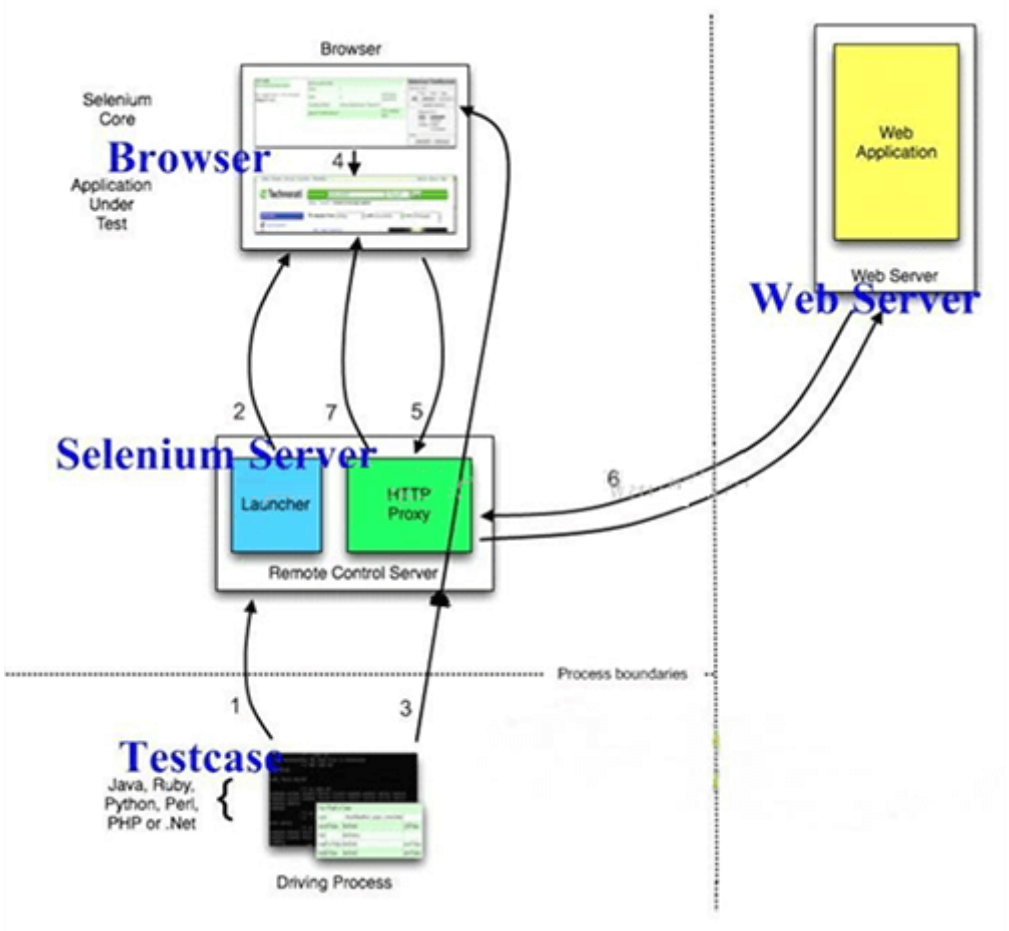 Browser
Selenium
Core
Browser
4
Application
Under
Test
Technorati
Web
Application
Web Server
Web Server
2
7
5
Selenium Server
Launcher
HTTP
Proxy
6
Remote Control Server
Process boundaries
1
3
Testcase
Java, Ruby,
Python, Perl,
PHP or .Net
{
Driving Process